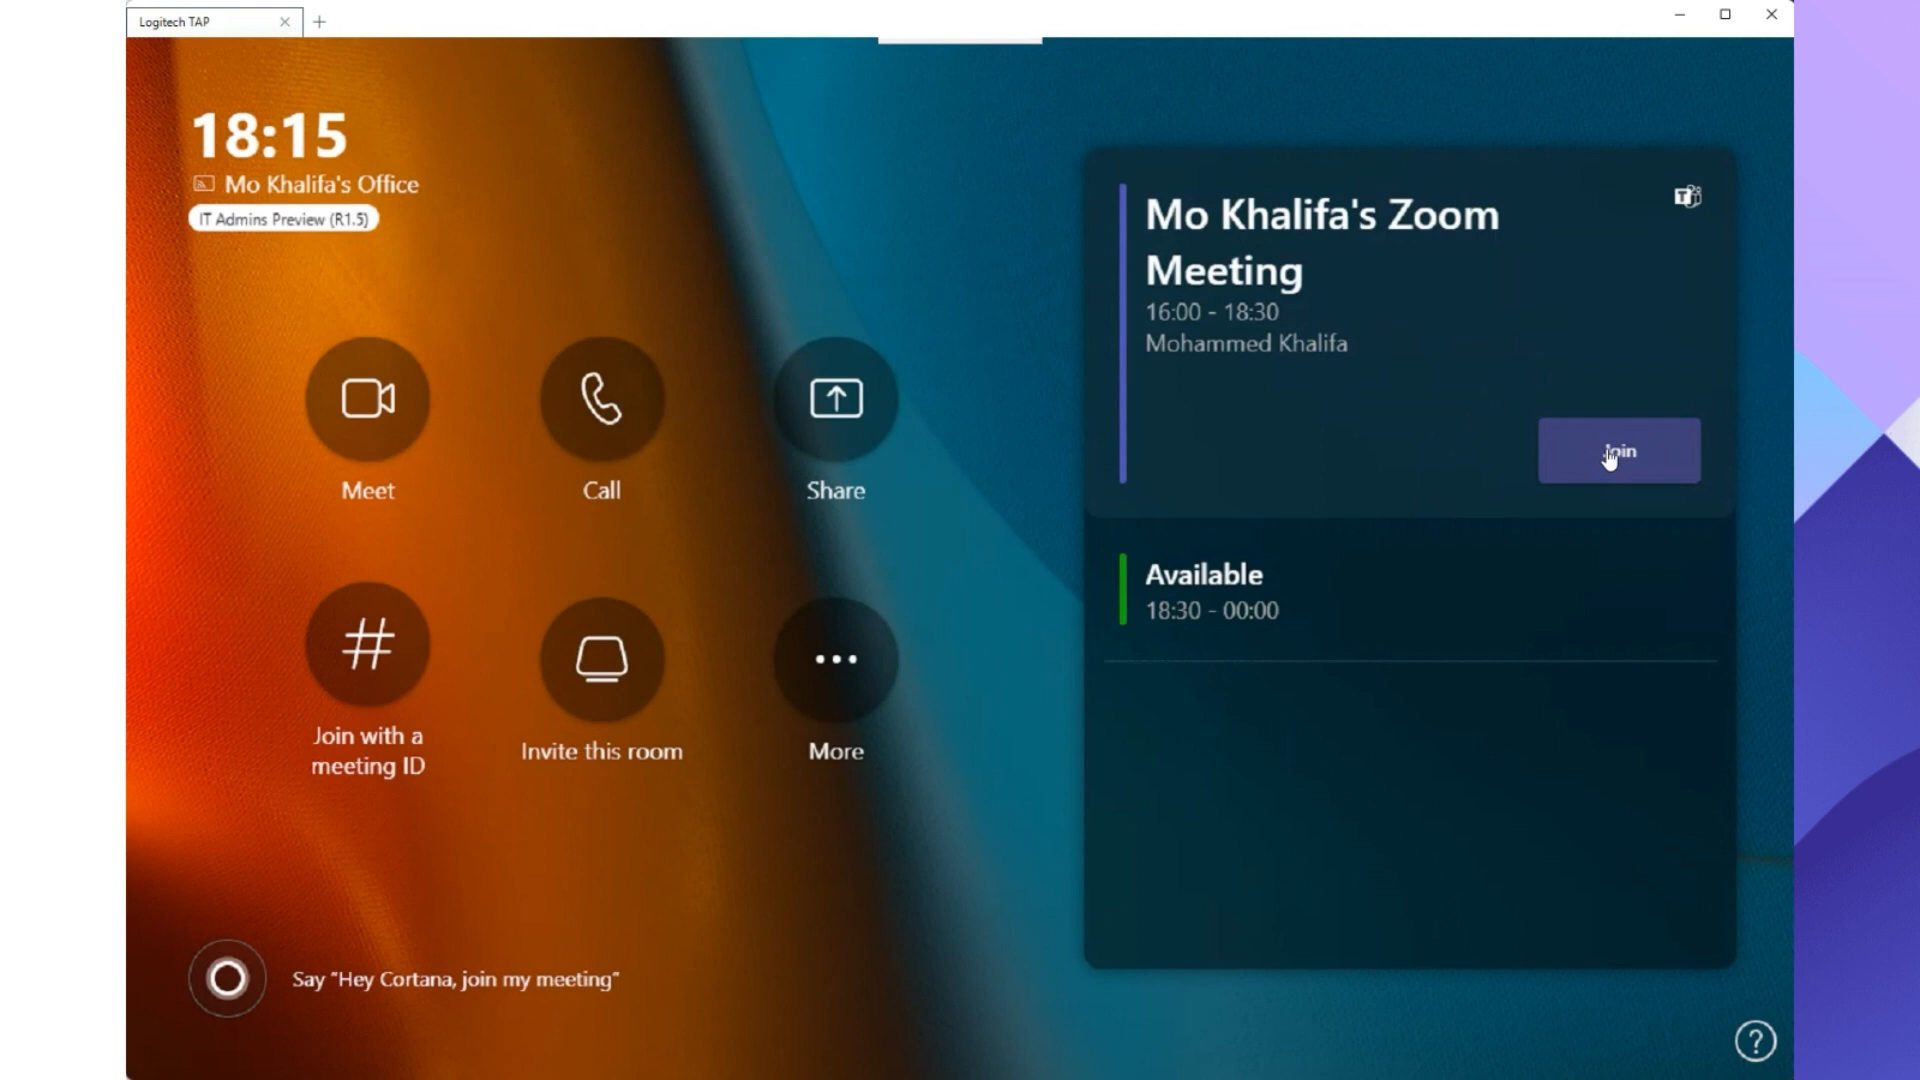 Logitech TAP
18:15
Mo Khalifa's Office
IT Admins Preview (R1.5)
Meet
Call
Share
Join with a
meeting ID
Invite this room
More
Say "Hey Cortana, join my meeting"
Mo Khalifa's Zoom
Meeting
16:00 - 18:30
Mohammed Khalifa
Join
Available
18:30 - 00:00